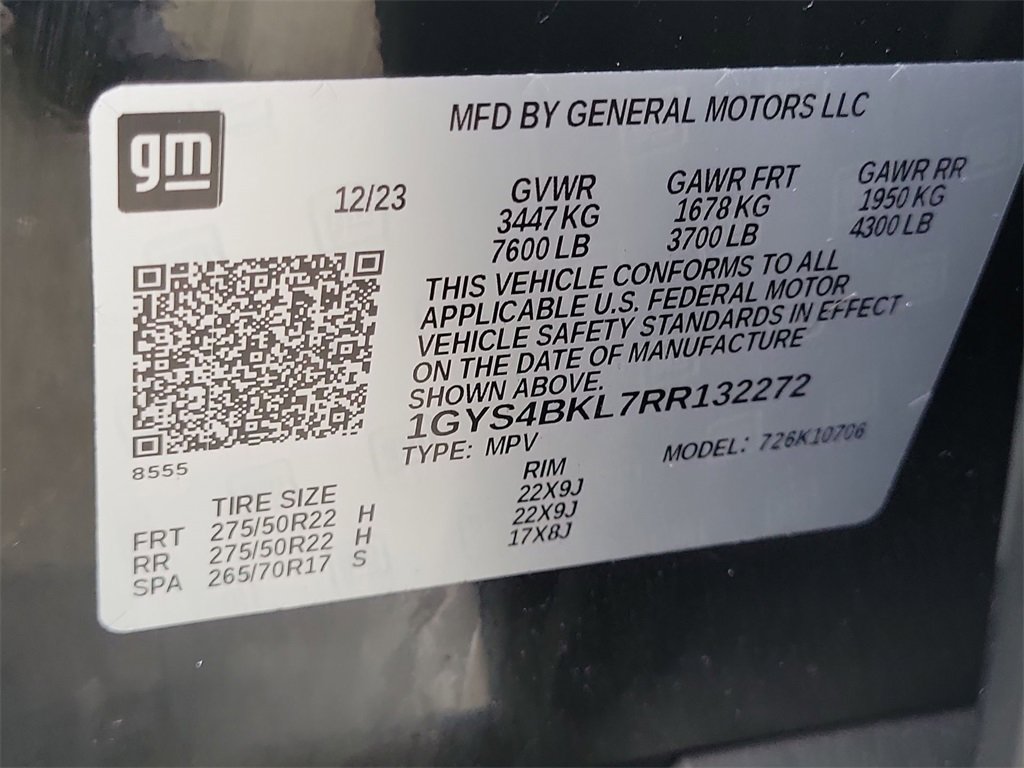 gm
MFD BY GENERAL MOTORS LLC
12/23
GVWR
3447 KG
7600 LB
GAWR FRT
1678 KG
3700 LB
GAWR RR
1950 KG
4300 LB
THIS VEHICLE CONFORMS TO ALL
APPLICABLE U.S. FEDERAL MOTOR
VEHICLE SAFETY STANDARDS IN EFFECT
ON THE DATE OF MANUFACTURE
SHOWN ABOVE.
1GYS4BKL7RR132272
TYPE: MPV
MODEL: 726K10706
8555
TIRE SIZE RIM
FRT 275/50R22 H 22X9J
RR 275/50R22 H 22X9J
SPA 265/70R17 S 17X8J